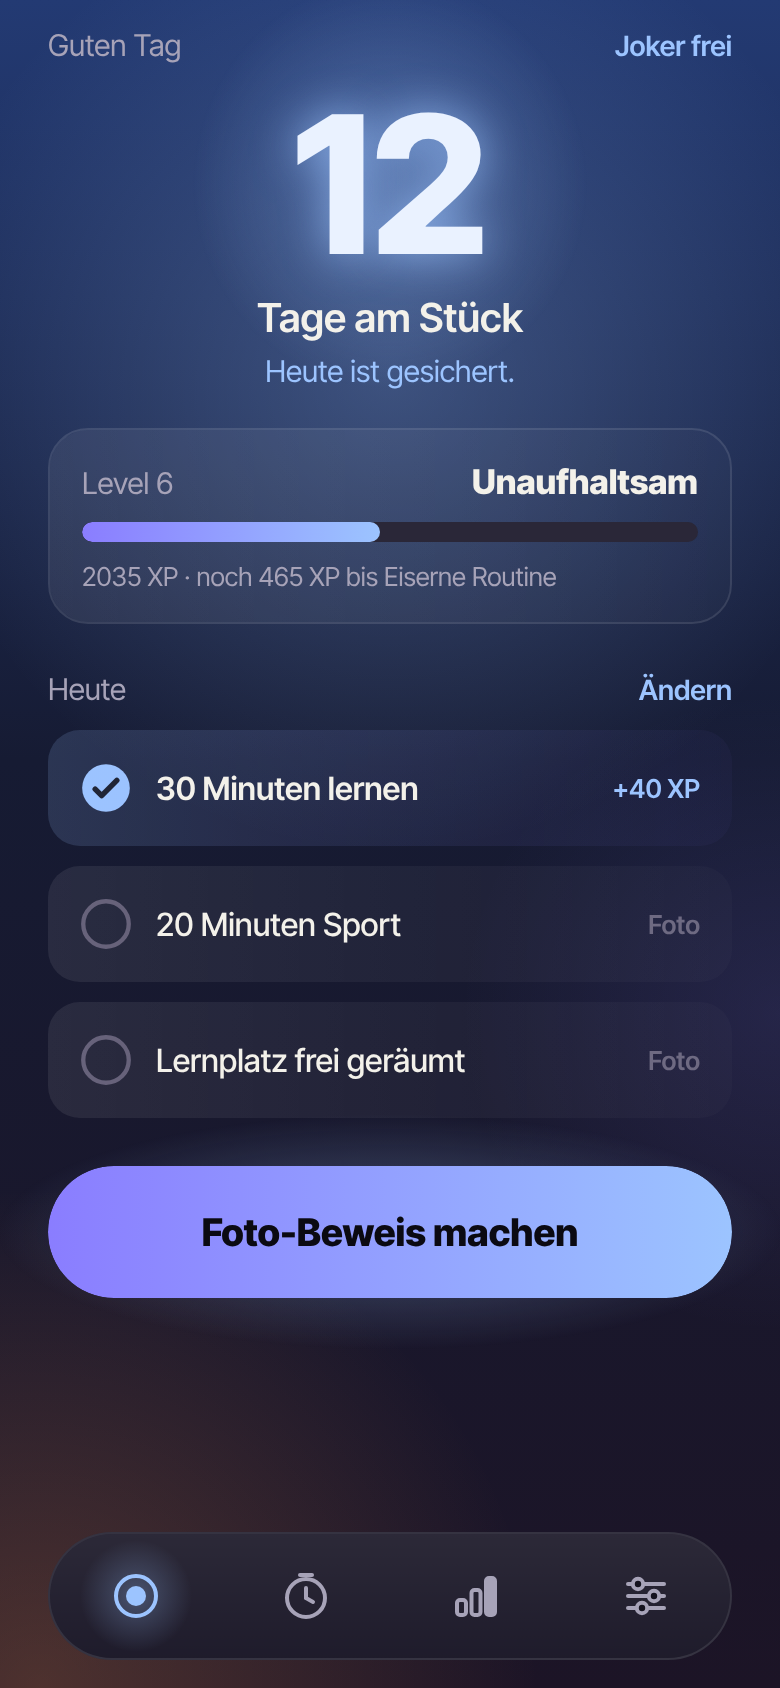 Guten Tag
Joker frei
12
Tage am Stück
Heute ist gesichert.
Level 6
Unaufhaltsam
2035 XP · noch 465 XP bis Eiserne Routine
Heute
Ändern
30 Minuten lernen
+40 XP
20 Minuten Sport
Foto
Lernplatz frei geräumt
Foto
Foto-Beweis machen